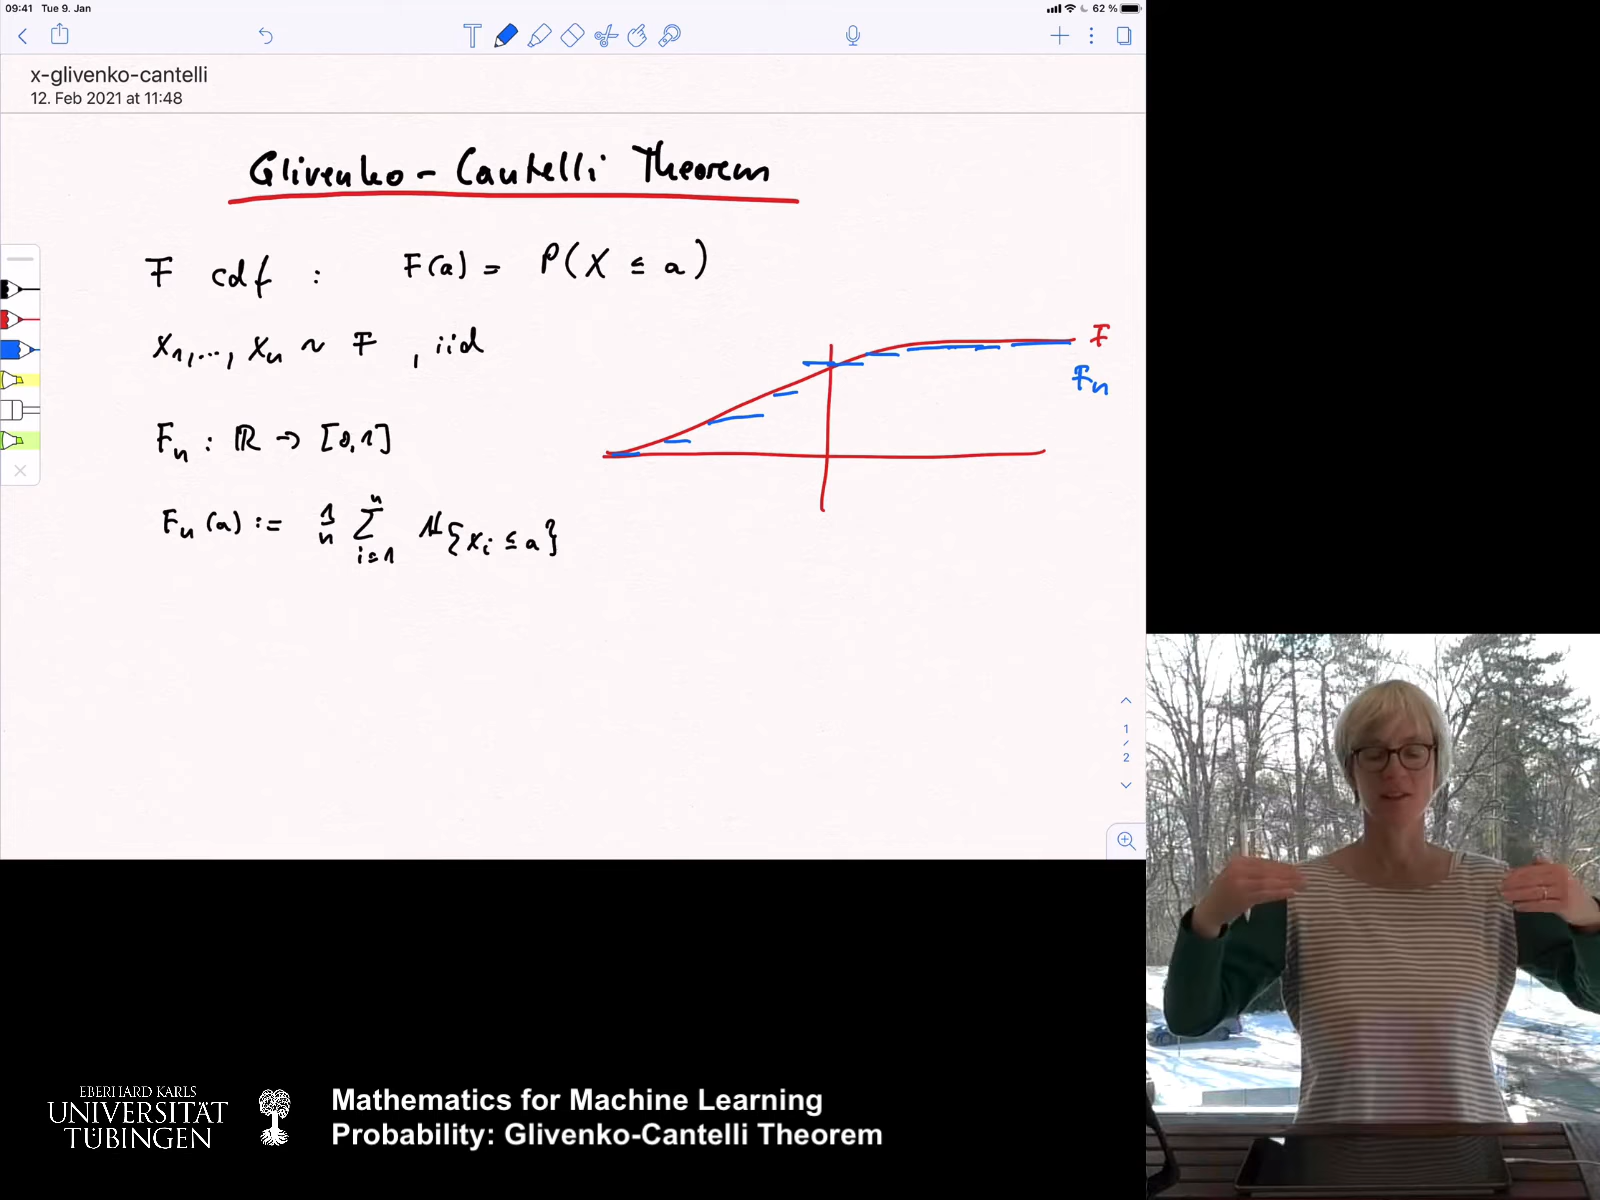 09:41 Tue 9. Jan
62 %
T
x-glivenko-cantelli
12. Feb 2021 at 11:48
Glivenko-Cantelli Theorem
F cdf : F(a) = P(X ≤ a)
X₁,..., Xₙ ~ F , iid
F
Fₙ
Fₙ : ℝ → [0,1]
Fₙ(a) := 1/n ∑ᵢ₌₁ⁿ 𝟙{Xᵢ ≤ a}
1
/
2
EBERHARD KARLS
UNIVERSITÄT
TÜBINGEN
Mathematics for Machine Learning
Probability: Glivenko-Cantelli Theorem